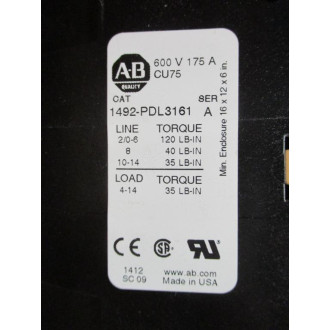 A-B
QUALITY
600 V 175 A
CU75
CAT SER
1492-PDL3161 A
LINE TORQUE
2/0-6 120 LB-IN
8 40 LB-IN
10-14 35 LB-IN
LOAD TORQUE
4-14 35 LB-IN
Min. Enclosure 16 x 12 x 6 in.
CE
UR
1412
SC 09
www.ab.com
Made in USA